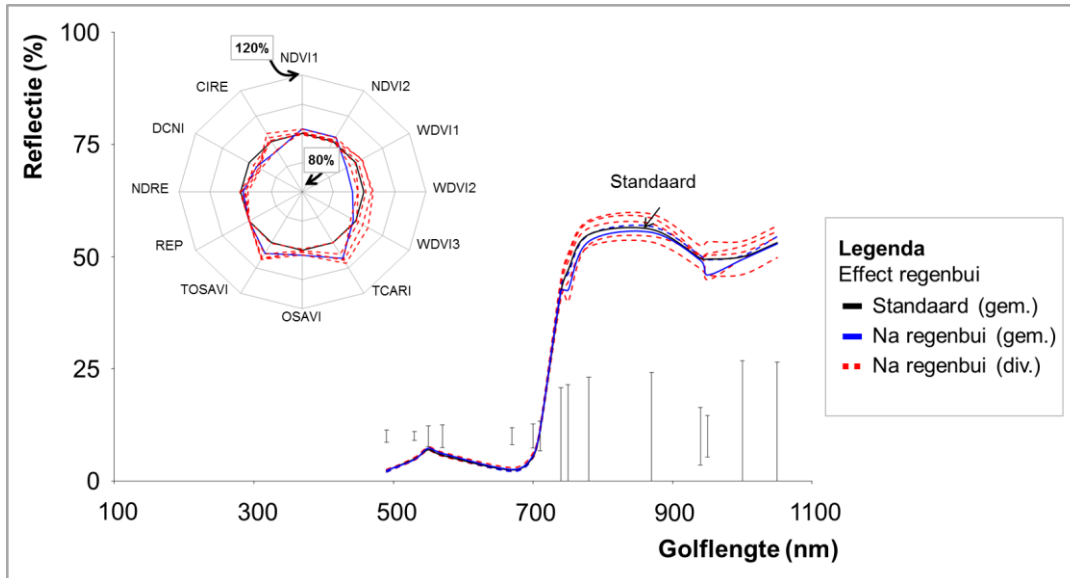 Reflectie (%)
100
75
50
25
0
100
300
500
700
900
1100
Golflengte (nm)
120%
80%
NDVI1
NDVI2
WDVI1
WDVI2
WDVI3
TCARI
OSAVI
TOSAVI
REP
NDRE
DCNI
CIRE
Standaard
Legenda
Effect regenbui
Standaard (gem.)
Na regenbui (gem.)
Na regenbui (div.)